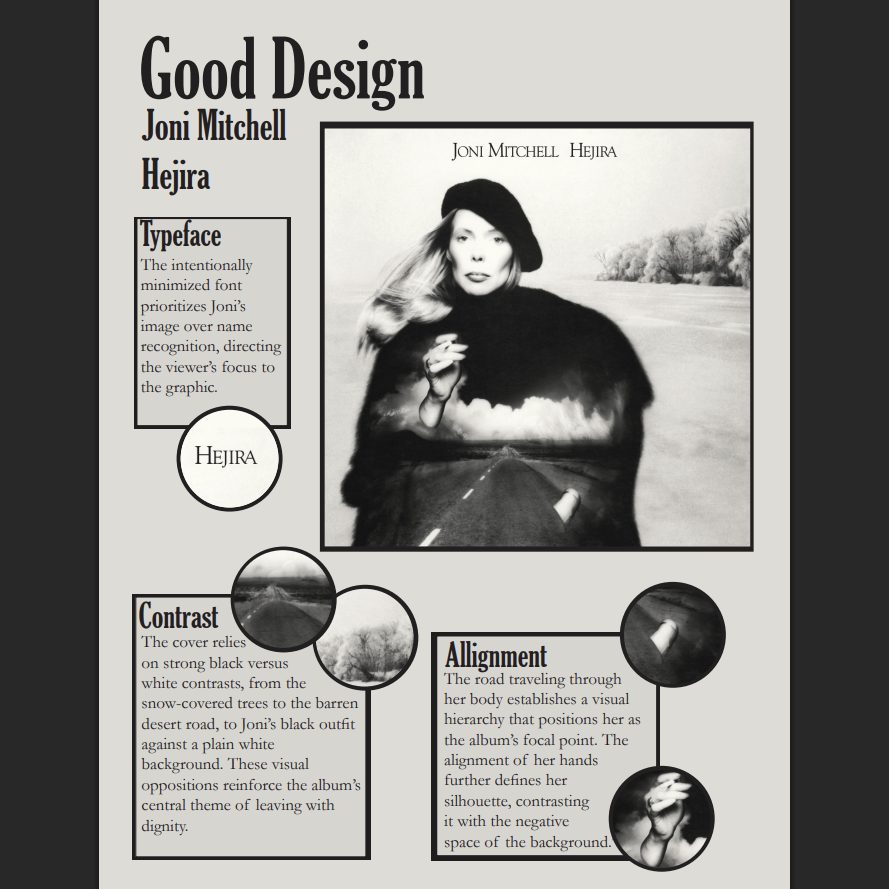 Good Design
Joni Mitchell
Hejira
JONI MITCHELL HEJIRA
Typeface
The intentionally
minimized font
prioritizes Joni’s
image over name
recognition, directing
the viewer’s focus to
the graphic.
HEJIRA
Contrast
The cover relies
on strong black versus
white contrasts, from the
snow-covered trees to the barren
desert road, to Joni’s black outfit
against a plain white
background. These visual
oppositions reinforce the album’s
central theme of leaving with
dignity.
Allignment
The road traveling through
her body establishes a visual
hierarchy that positions her as
the album’s focal point. The
alignment of her hands
further defines her
silhouette, contrasting
it with the negative
space of the background.